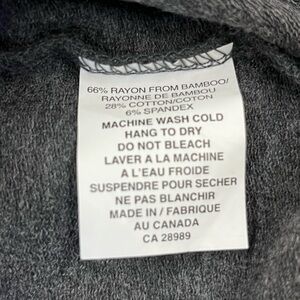 66% RAYON FROM BAMBOO/
RAYONNE DE BAMBOU
28% COTTON/COTON
6% SPANDEX
MACHINE WASH COLD
HANG TO DRY
DO NOT BLEACH
LAVER A LA MACHINE
A L'EAU FROIDE
SUSPENDRE POUR SECHER
NE PAS BLANCHIR
MADE IN / FABRIQUE
AU CANADA
CA 28989